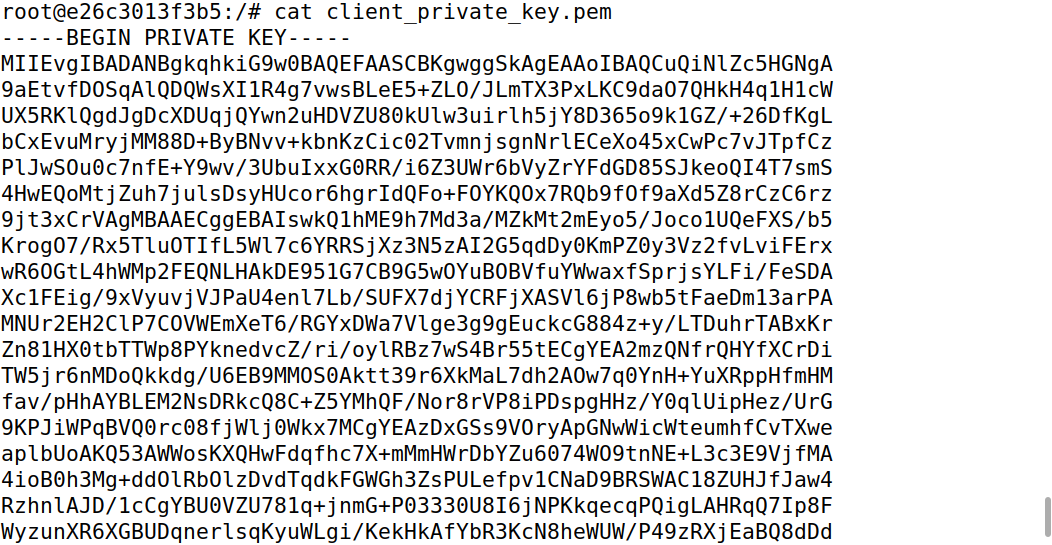 root@e26c3013f3b5:/# cat client_private_key.pem
-----BEGIN PRIVATE KEY-----
MIIEvgIBADANBgkqhkiG9w0BAQEFAASCBKgwggSkAgEAAoIBAQCuQiNlZc5HGNgA
9aEtvfDOSqAlQDQWsXI1R4g7vwsBLeE5+ZLO/JLmTX3PxLKC9daO7QHkH4q1H1cW
UX5RKlQgdJgDcXDUqjQYwn2uHDVZU80kUlw3uirlh5jY8D365o9k1GZ/+26DfKgL
bCxEvuMryjMM88D+ByBNvv+kbnKzCic02TvmnjsgnNrlECeXo45xCwPc7vJTpfCz
PlJwSOu0c7nfE+Y9wv/3UbuIxxG0RR/i6Z3UWr6bVyZrYFdGD85SJkeoQI4T7smS
4HwEQoMtjZuh7julsDsyHUcor6hgrIdQFo+FOYKQOx7RQb9fOf9aXd5Z8rCzC6rz
9jt3xCrVAgMBAAECggEBAIswkQ1hME9h7Md3a/MZkMt2mEyo5/Joco1UQeFXS/b5
KrogO7/Rx5TluOTIfL5Wl7c6YRRSjXz3N5zAI2G5qdDy0KmPZ0y3Vz2fvLviFErx
wR6OGtL4hWMp2FEQNLHAkDE951G7CB9G5wOYuBOBVfuYWwaxfSprjsYLFi/FeSDA
Xc1FEig/9xVyuvjVJPaU4enl7Lb/SUFX7djYCRFjXASVl6jP8wb5tFaeDm13arPA
MNUr2EH2ClP7COVWEmXeT6/RGYxDWa7Vlge3g9gEuckcG884z+y/LTDuhrTABxKr
Zn81HX0tbTTWp8PYknedvcZ/ri/oylRBz7wS4Br55tECgYEA2mzQNfrQHYfXCrDi
TW5jr6nMDoQkkdg/U6EB9MMOS0Aktt39r6XkMaL7dh2AOw7q0YnH+YuXRppHfmHM
fav/pHhAYBLEM2NsDRkcQ8C+Z5YMhQF/Nor8rVP8iPDspgHHz/Y0qlUipHez/UrG
9KPJiWPqBVQ0rc08fjWlj0Wkx7MCgYEAzDxGSs9VOryApGNwWicWteumhfCvTXwe
aplbUoAKQ53AWWosKXQHwFdqfhc7X+mMmHWrDbYZu6074WO9tnNE+L3c3E9VjfMA
4ioB0h3Mg+ddOlRbOlzDvdTqdkFGWGh3ZsPULefpv1CNaD9BRSWAC18ZUHJfJaw4
RzhnlAJD/1cCgYBU0VZU781q+jnmG+P03330U8I6jNPKkqecqPQigLAHRqQ7Ip8F
WyzunXR6XGBUDqnerlsqKyuWLgi/KekHkAfYbR3KcN8heWUW/P49zRXjEaBQ8dDd